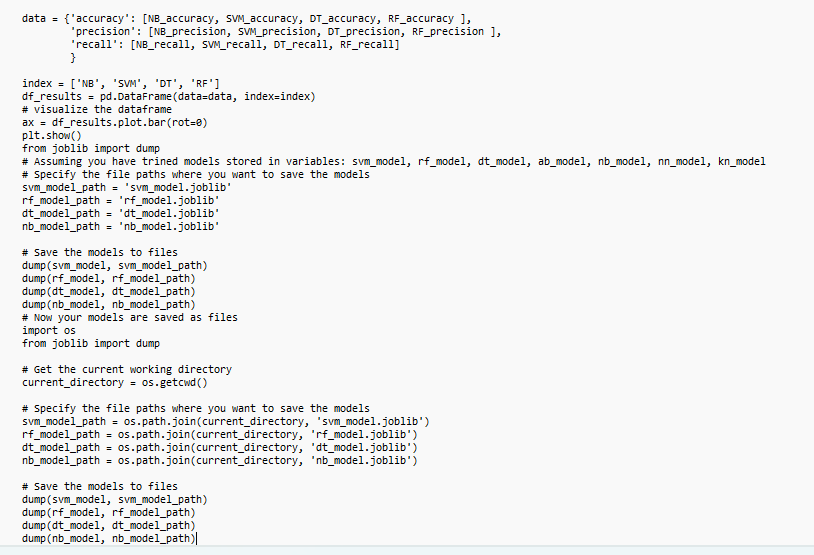 data = {'accuracy': [NB_accuracy, SVM_accuracy, DT_accuracy, RF_accuracy ],
'precision': [NB_precision, SVM_precision, DT_precision, RF_precision ],
'recall': [NB_recall, SVM_recall, DT_recall, RF_recall]
}
index = ['NB', 'SVM', 'DT', 'RF']
df_results = pd.DataFrame(data=data, index=index)
# visualize the dataframe
ax = df_results.plot.bar(rot=0)
plt.show()
from joblib import dump
# Assuming you have trined models stored in variables: svm_model, rf_model, dt_model, ab_model, nb_model, nn_model, kn_model
# Specify the file paths where you want to save the models
svm_model_path = 'svm_model.joblib'
rf_model_path = 'rf_model.joblib'
dt_model_path = 'dt_model.joblib'
nb_model_path = 'nb_model.joblib'
# Save the models to files
dump(svm_model, svm_model_path)
dump(rf_model, rf_model_path)
dump(dt_model, dt_model_path)
dump(nb_model, nb_model_path)
# Now your models are saved as files
import os
from joblib import dump
# Get the current working directory
current_directory = os.getcwd()
# Specify the file paths where you want to save the models
svm_model_path = os.path.join(current_directory, 'svm_model.joblib')
rf_model_path = os.path.join(current_directory, 'rf_model.joblib')
dt_model_path = os.path.join(current_directory, 'dt_model.joblib')
nb_model_path = os.path.join(current_directory, 'nb_model.joblib')
# Save the models to files
dump(svm_model, svm_model_path)
dump(rf_model, rf_model_path)
dump(dt_model, dt_model_path)
dump(nb_model, nb_model_path)